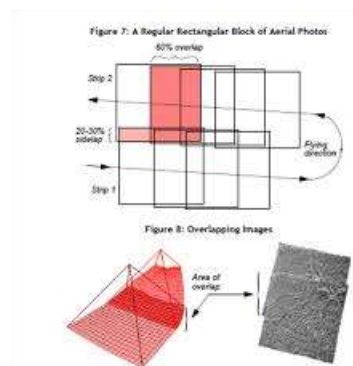 Figure 7: A Regular Rectangular Block of Aerial Photos
60% overlap
Strip 2
20-30%
sidelap
Flying
direction
Strip 1
Figure 8: Overlapping Images
Area of
overlap